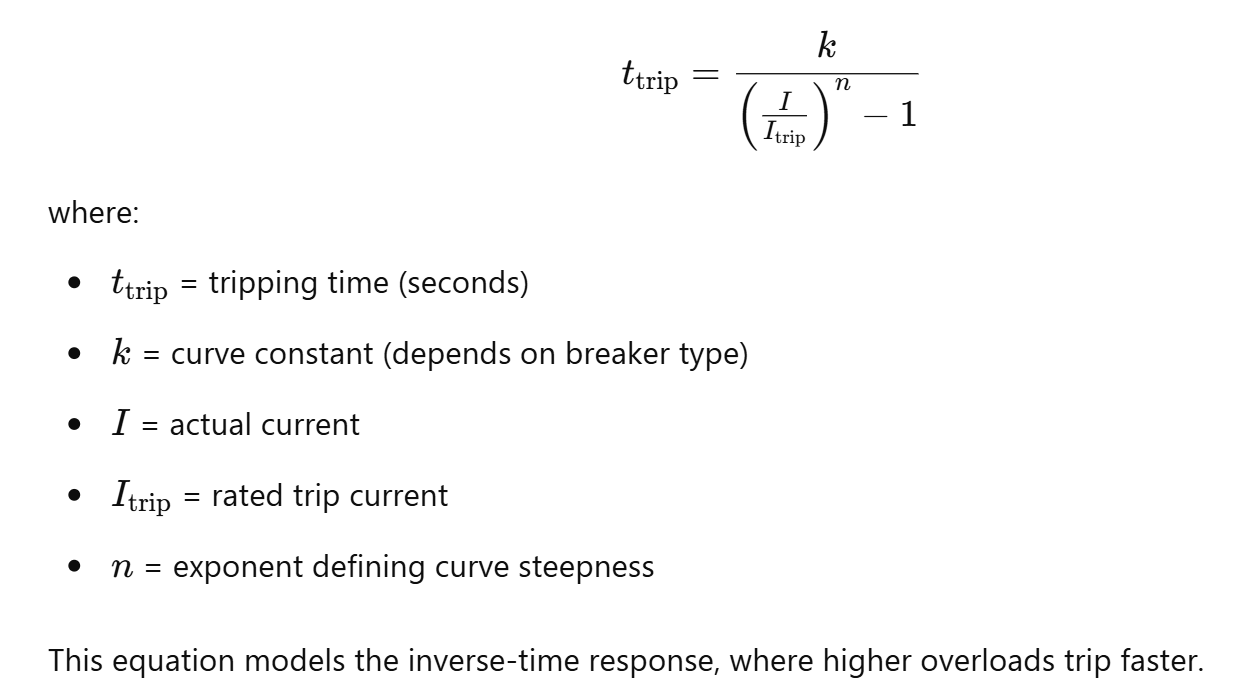 t_trip = k / ((I / I_trip)^n − 1)
where:
• t_trip = tripping time (seconds)
• k = curve constant (depends on breaker type)
• I = actual current
• I_trip = rated trip current
• n = exponent defining curve steepness
This equation models the inverse-time response, where higher overloads trip faster.